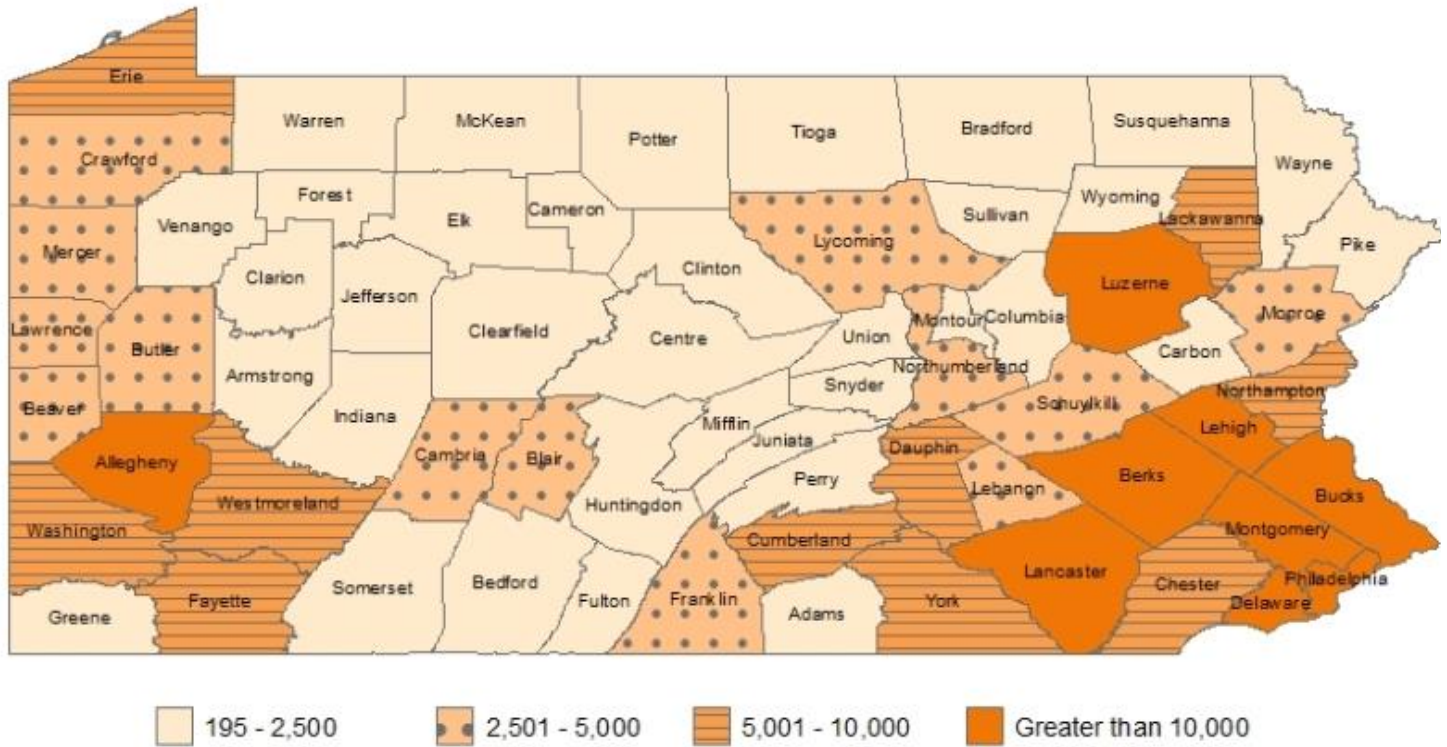 Erie
Warren
McKean
Potter
Tioga
Bradford
Susquehanna
Wayne
Crawford
Forest
Venango
Elk
Cameron
Sullivan
Wyoming
Lackawanna
Pike
Merger
Clarion
Jefferson
Clinton
Lycoming
Luzerne
Lawrence
Butler
Clearfield
Centre
Union
Montour
Columbia
Monroe
Carbon
Armstrong
Snyder
Northumberland
Northampton
Beaver
Indiana
Mifflin
Juniata
Schuylkill
Lehigh
Allegheny
Cambria
Blair
Dauphin
Perry
Lebanon
Berks
Bucks
Westmoreland
Huntingdon
Washington
Cumberland
Montgomery
Lancaster
Chester
Philadelphia
Somerset
Bedford
Fulton
Franklin
Adams
York
Delaware
Greene
Fayette
195 - 2,500
2,501 - 5,000
5,001 - 10,000
Greater than 10,000